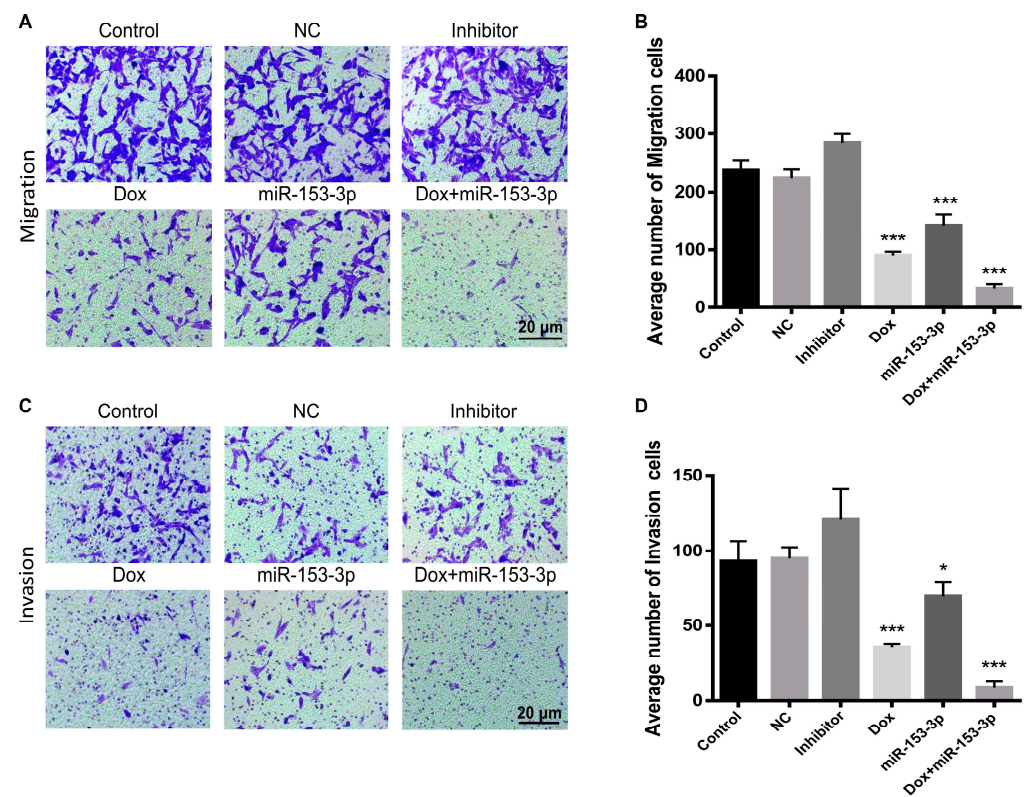 A
Control NC Inhibitor
Migration
Dox miR-153-3p Dox+miR-153-3p
20 µm
B
Average number of Migration cells
400
300
200
100
0
***
***
***
Control NC Inhibitor Dox miR-153-3p Dox+miR-153-3p
C
Control NC Inhibitor
Invasion
Dox miR-153-3p Dox+miR-153-3p
20 µm
D
Average number of Invasion cells
150
100
50
0
***
*
***
Control NC Inhibitor Dox miR-153-3p Dox+miR-153-3p